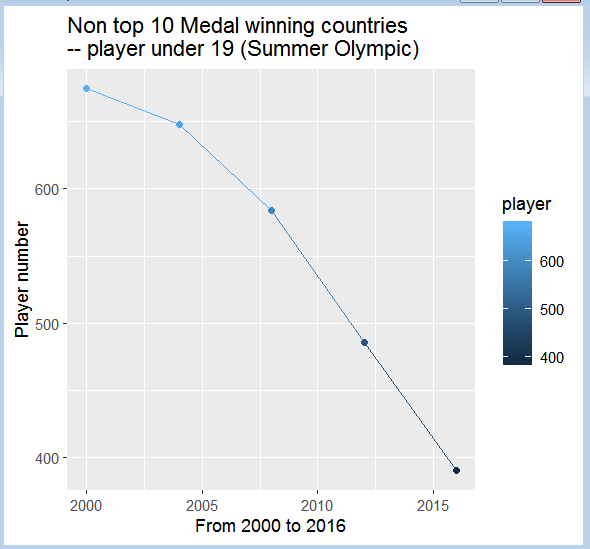 Non top 10 Medal winning countries
-- player under 19 (Summer Olympic)
Player number
600
500
400
2000
2005
2010
2015
From 2000 to 2016
player
600
500
400